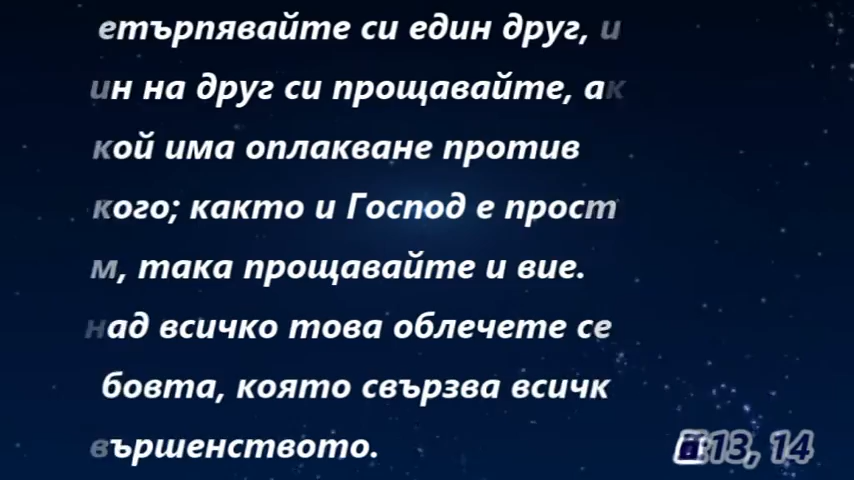 етърпявайте си един друг, и
ин на друг си прощавайте, ак
кой има оплакване против
кого; както и Господ е прост
м, така прощавайте и вие.
над всичко това облечете се
бовта, която свързва всичк
вършенството.
13, 14